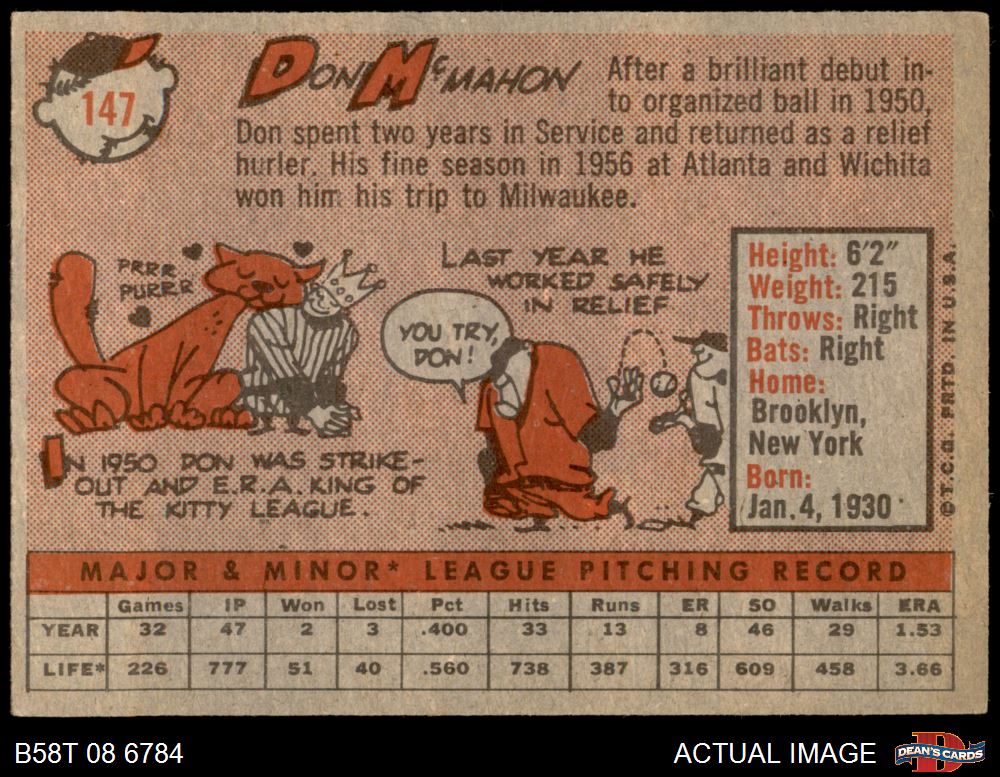 147
DON McMAHON
After a brilliant debut in-
to organized ball in 1950,
Don spent two years in Service and returned as a relief
hurler. His fine season in 1956 at Atlanta and Wichita
won him his trip to Milwaukee.
PRRR
PURRR
IN 1950 DON WAS STRIKE-
OUT AND E.R.A. KING OF
THE KITTY LEAGUE.
LAST YEAR HE
WORKED SAFELY
IN RELIEF
YOU TRY,
DON!
Height: 6'2"
Weight: 215
Throws: Right
Bats: Right
Home:
Brooklyn,
New York
Born:
Jan. 4, 1930
© T.C.G. PRTD. IN U.S.A.
MAJOR & MINOR* LEAGUE PITCHING RECORD
Games IP Won Lost Pct Hits Runs ER SO Walks ERA
YEAR 32 47 2 3 .400 33 13 8 46 29 1.53
LIFE* 226 777 51 40 .560 738 387 316 609 458 3.66
B58T 08 6784
ACTUAL IMAGE
D
DEAN'S CARDS